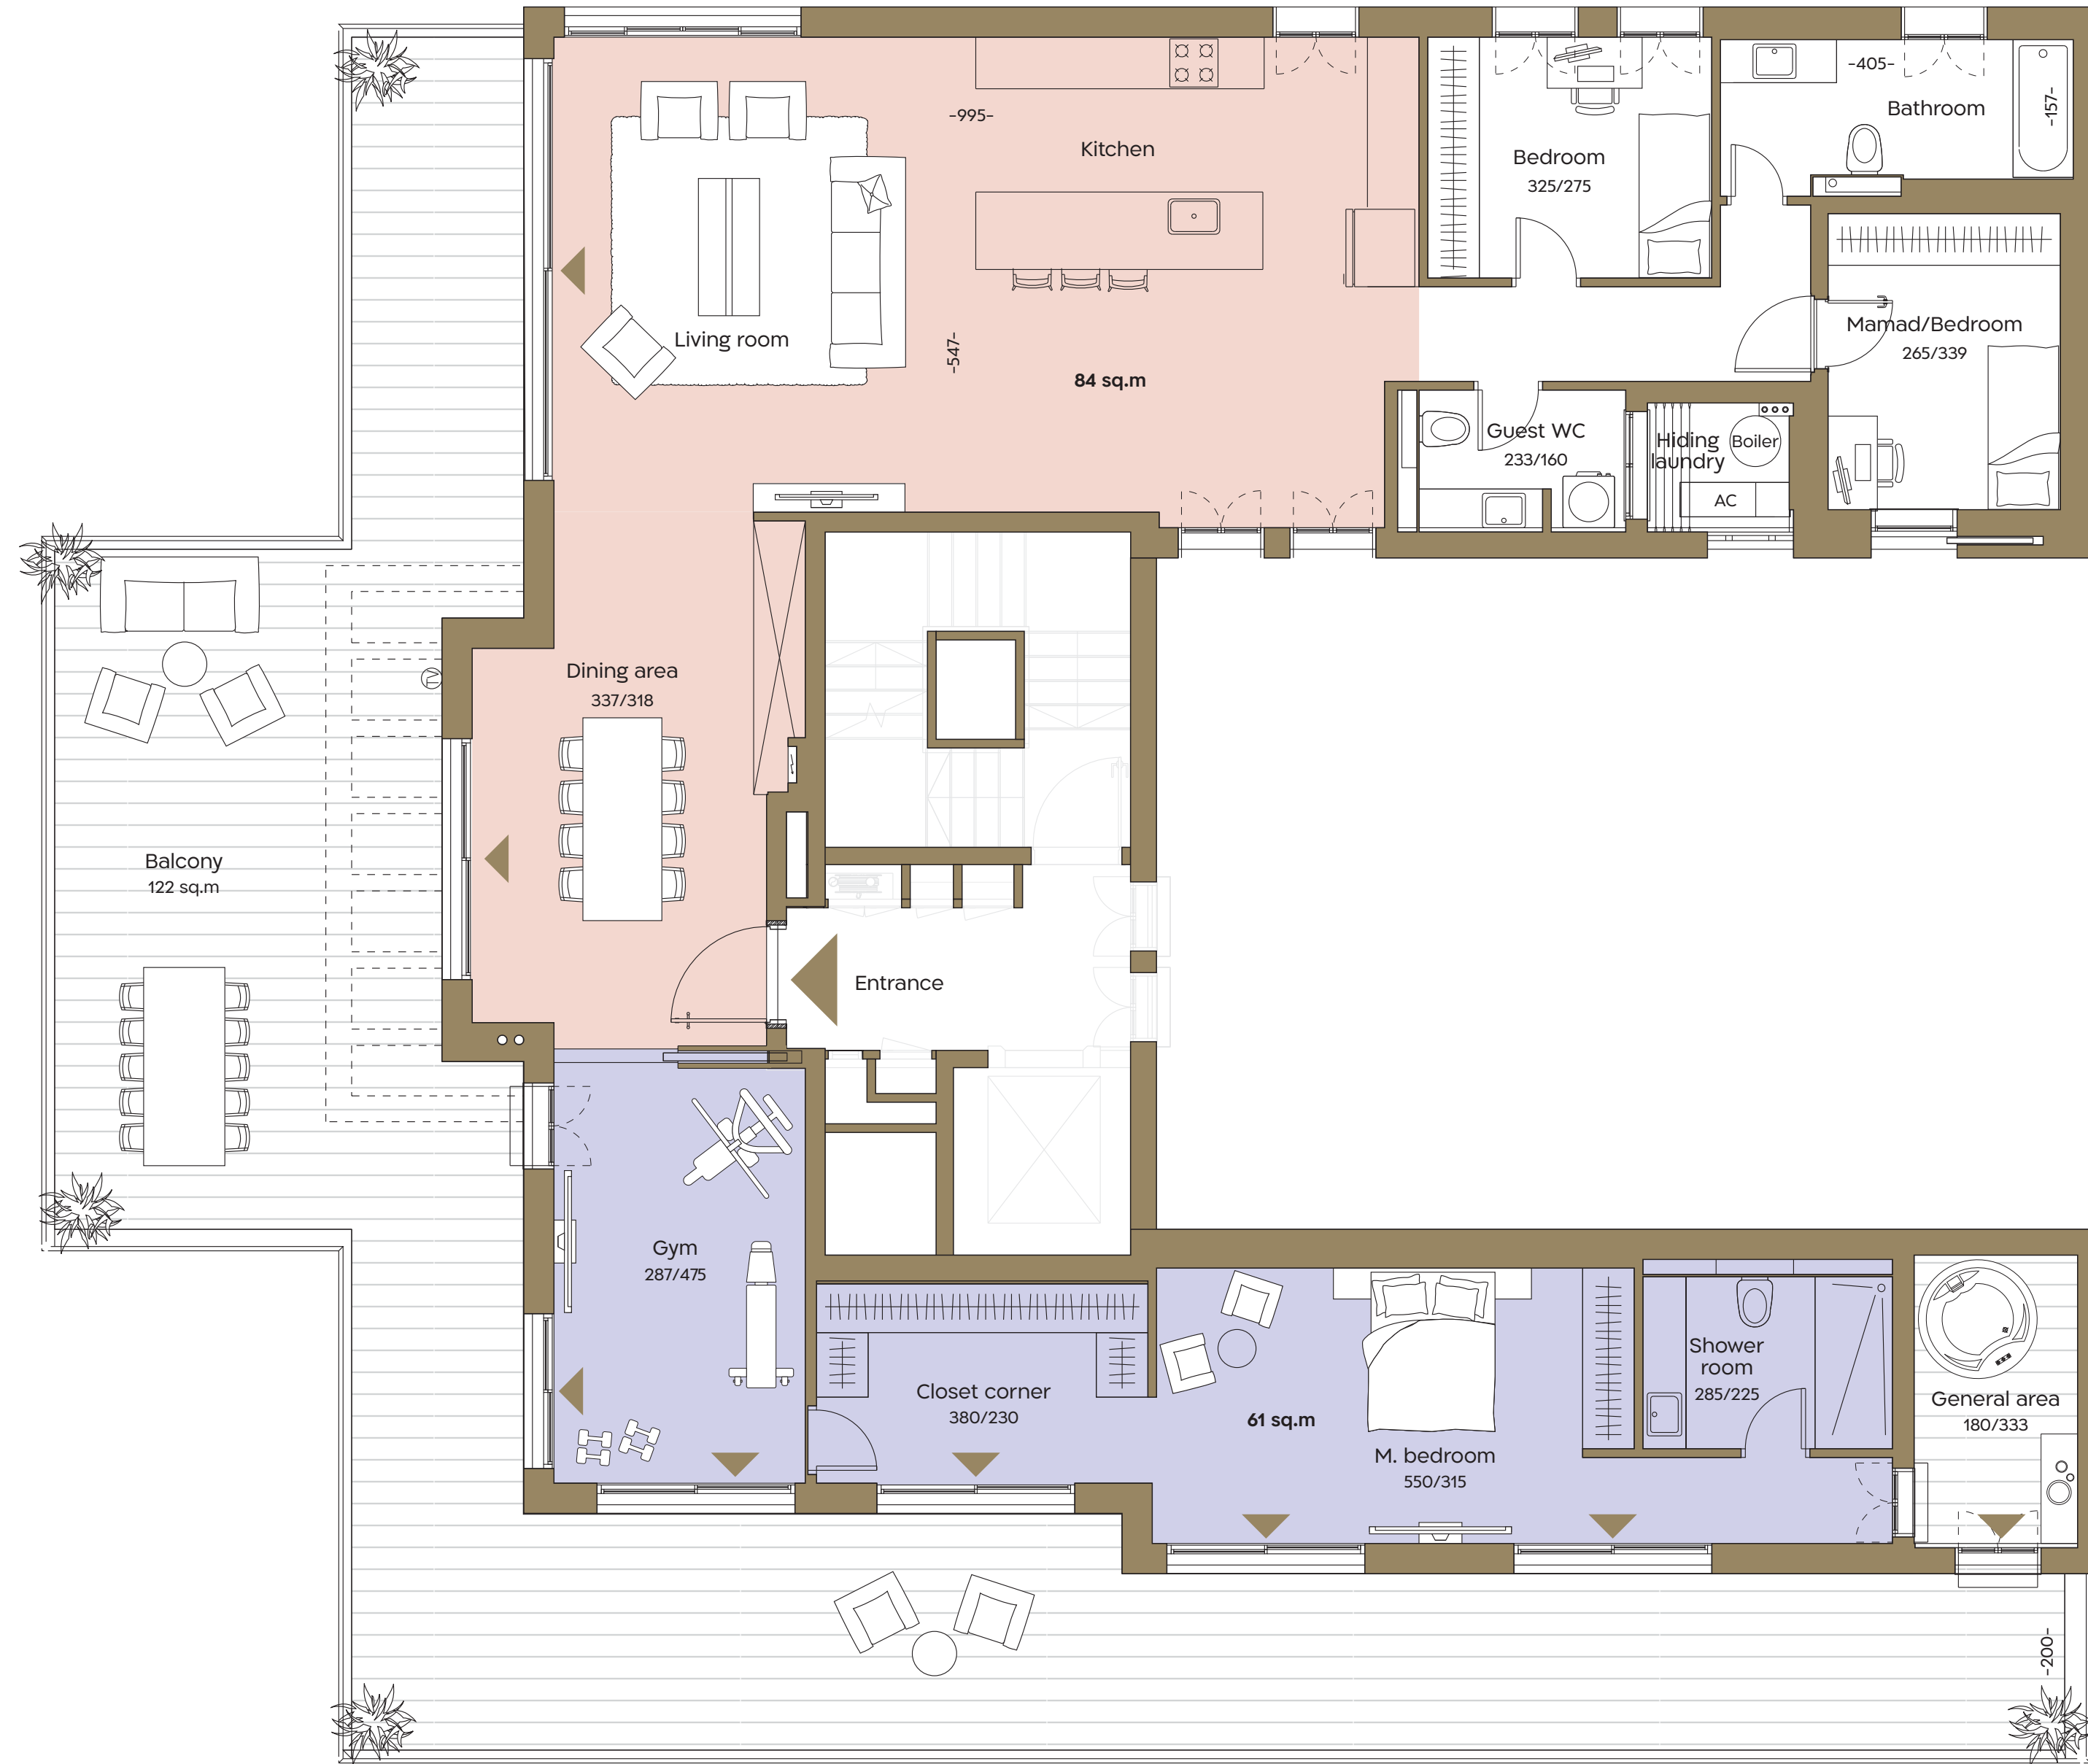 -405-
Bathroom
-157-
-995-
Kitchen
Bedroom
325/275
Living room
-547-
84 sq.m
Mamad/Bedroom
265/339
Guest WC
233/160
Hiding
laundry
Boiler
AC
Dining area
337/318
TV
Balcony
122 sq.m
Entrance
Gym
287/475
Closet corner
380/230
61 sq.m
M. bedroom
550/315
Shower
room
285/225
General area
180/333
-200-